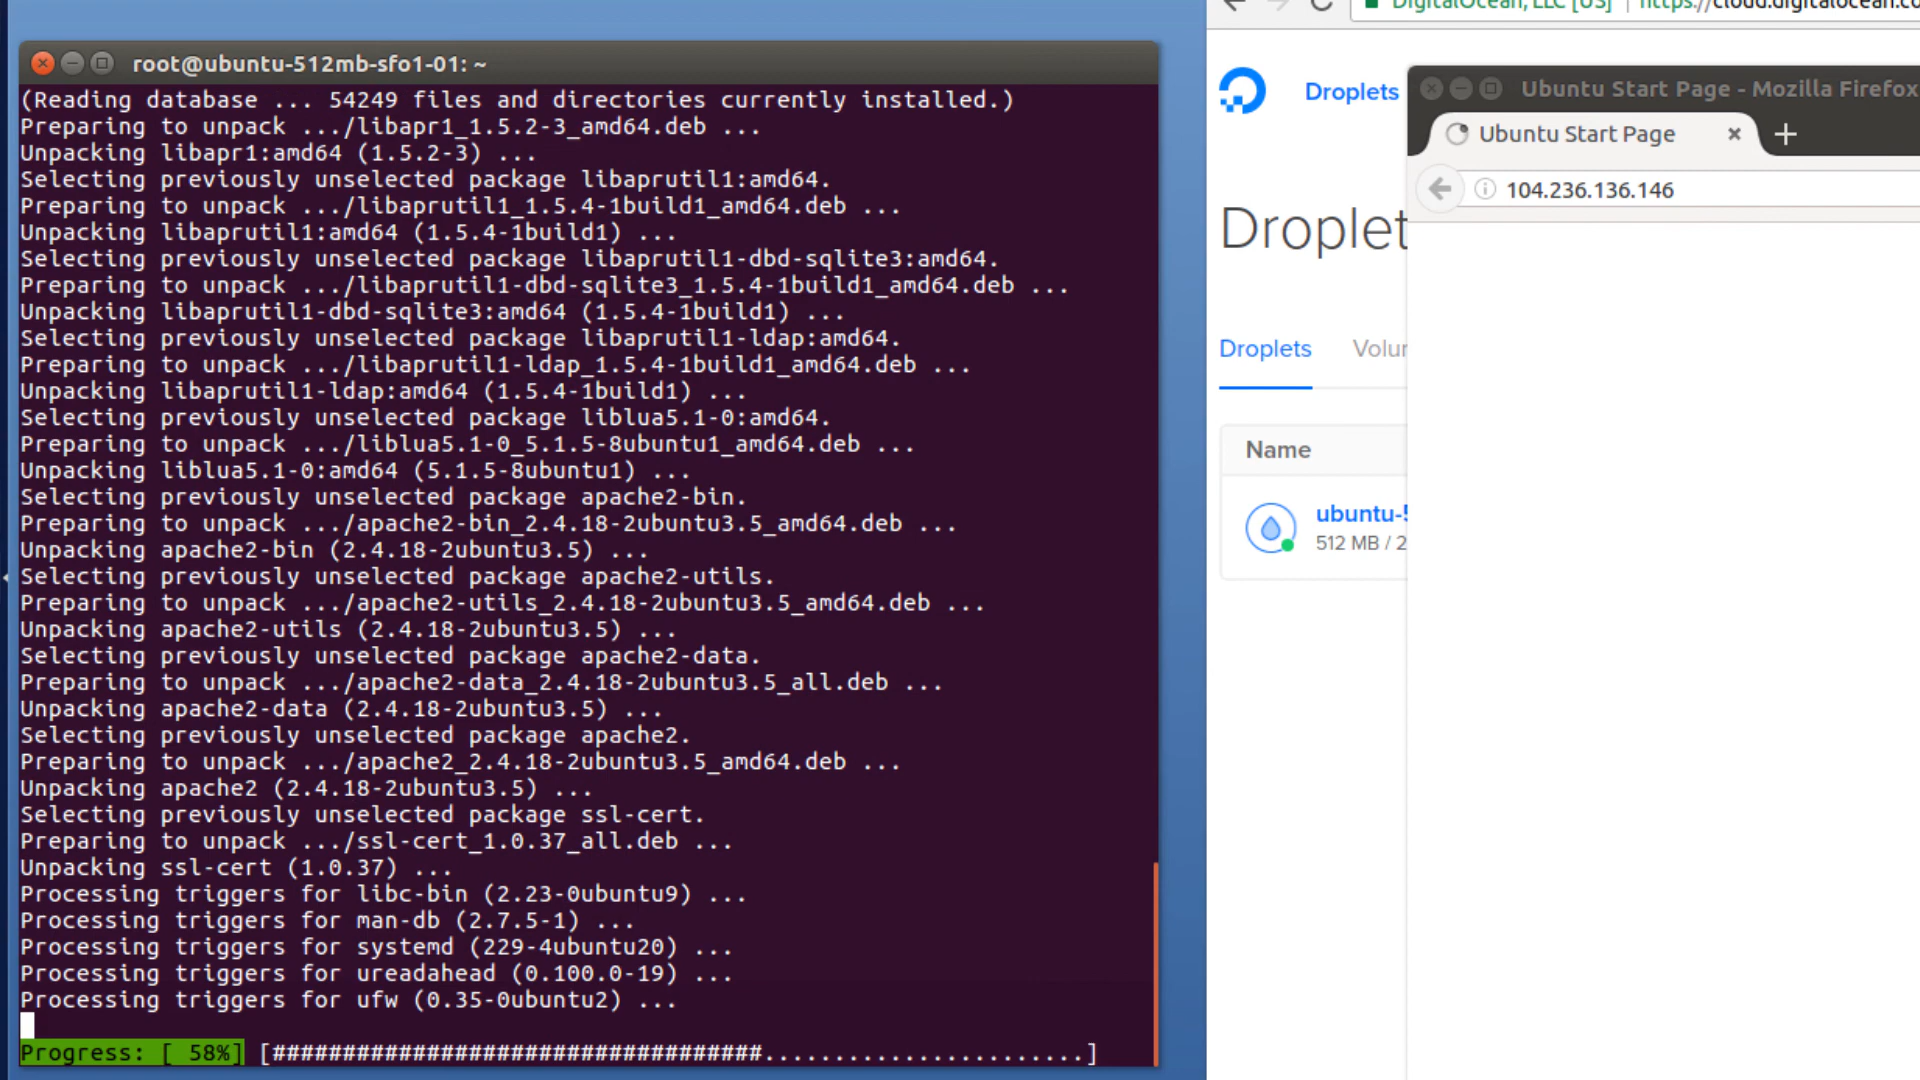 root@ubuntu-512mb-sfo1-01: ~
(Reading database ... 54249 files and directories currently installed.)
Preparing to unpack .../libapr1_1.5.2-3_amd64.deb ...
Unpacking libapr1:amd64 (1.5.2-3) ...
Selecting previously unselected package libaprutil1:amd64.
Preparing to unpack .../libaprutil1_1.5.4-1build1_amd64.deb ...
Unpacking libaprutil1:amd64 (1.5.4-1build1) ...
Selecting previously unselected package libaprutil1-dbd-sqlite3:amd64.
Preparing to unpack .../libaprutil1-dbd-sqlite3_1.5.4-1build1_amd64.deb ...
Unpacking libaprutil1-dbd-sqlite3:amd64 (1.5.4-1build1) ...
Selecting previously unselected package libaprutil1-ldap:amd64.
Preparing to unpack .../libaprutil1-ldap_1.5.4-1build1_amd64.deb ...
Unpacking libaprutil1-ldap:amd64 (1.5.4-1build1) ...
Selecting previously unselected package liblua5.1-0:amd64.
Preparing to unpack .../liblua5.1-0_5.1.5-8ubuntu1_amd64.deb ...
Unpacking liblua5.1-0:amd64 (5.1.5-8ubuntu1) ...
Selecting previously unselected package apache2-bin.
Preparing to unpack .../apache2-bin_2.4.18-2ubuntu3.5_amd64.deb ...
Unpacking apache2-bin (2.4.18-2ubuntu3.5) ...
Selecting previously unselected package apache2-utils.
Preparing to unpack .../apache2-utils_2.4.18-2ubuntu3.5_amd64.deb ...
Unpacking apache2-utils (2.4.18-2ubuntu3.5) ...
Selecting previously unselected package apache2-data.
Preparing to unpack .../apache2-data_2.4.18-2ubuntu3.5_all.deb ...
Unpacking apache2-data (2.4.18-2ubuntu3.5) ...
Selecting previously unselected package apache2.
Preparing to unpack .../apache2_2.4.18-2ubuntu3.5_amd64.deb ...
Unpacking apache2 (2.4.18-2ubuntu3.5) ...
Selecting previously unselected package ssl-cert.
Preparing to unpack .../ssl-cert_1.0.37_all.deb ...
Unpacking ssl-cert (1.0.37) ...
Processing triggers for libc-bin (2.23-0ubuntu9) ...
Processing triggers for man-db (2.7.5-1) ...
Processing triggers for systemd (229-4ubuntu20) ...
Processing triggers for ureadahead (0.100.0-19) ...
Processing triggers for ufw (0.35-0ubuntu2) ...
Progress: [ 58%] [###################################.......................]
DigitalOcean, LLC [US] | https://cloud.digitalocean.co
Droplets
Droplet
Droplets Volu
Name
ubuntu-5
512 MB / 2
Ubuntu Start Page - Mozilla Firefox
Ubuntu Start Page
104.236.136.146